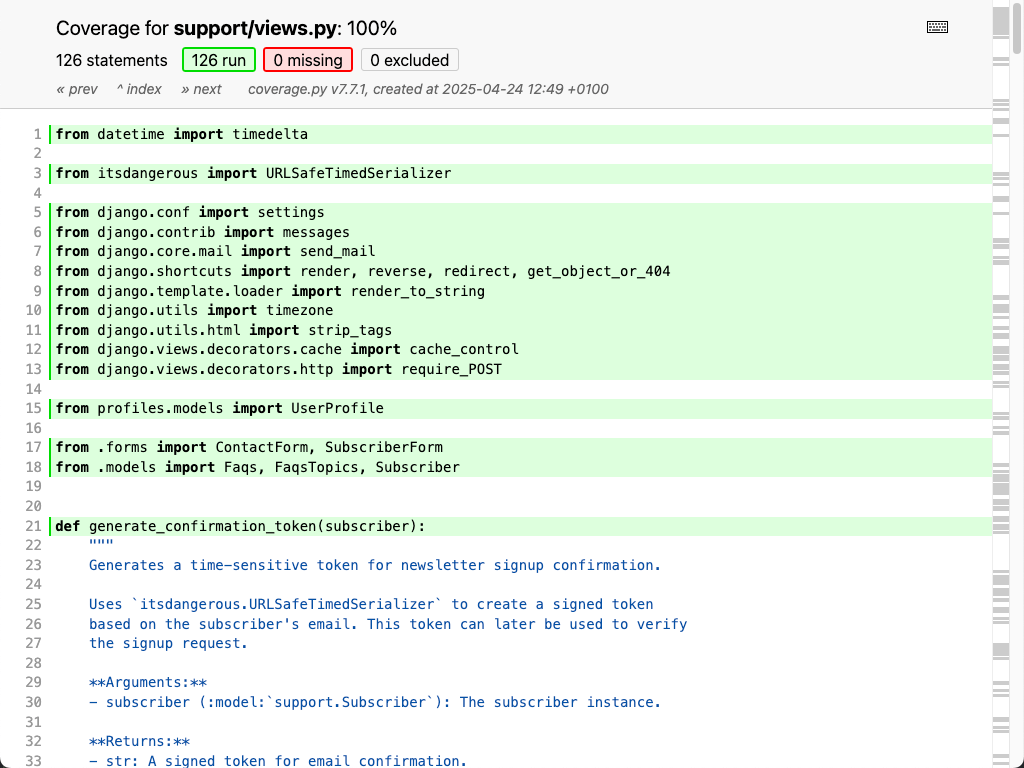 Coverage for support/views.py: 100%
126 statements 126 run 0 missing 0 excluded
« prev ^ index » next coverage.py v7.7.1, created at 2025-04-24 12:49 +0100
1 from datetime import timedelta
2
3 from itsdangerous import URLSafeTimedSerializer
4
5 from django.conf import settings
6 from django.contrib import messages
7 from django.core.mail import send_mail
8 from django.shortcuts import render, reverse, redirect, get_object_or_404
9 from django.template.loader import render_to_string
10 from django.utils import timezone
11 from django.utils.html import strip_tags
12 from django.views.decorators.cache import cache_control
13 from django.views.decorators.http import require_POST
14
15 from profiles.models import UserProfile
16
17 from .forms import ContactForm, SubscriberForm
18 from .models import Faqs, FaqsTopics, Subscriber
19
20
21 def generate_confirmation_token(subscriber):
22 """
23 Generates a time-sensitive token for newsletter signup confirmation.
24
25 Uses `itsdangerous.URLSafeTimedSerializer` to create a signed token
26 based on the subscriber's email. This token can later be used to verify
27 the signup request.
28
29 **Arguments:**
30 - subscriber (:model:`support.Subscriber`): The subscriber instance.
31
32 **Returns:**
33 - str: A signed token for email confirmation.